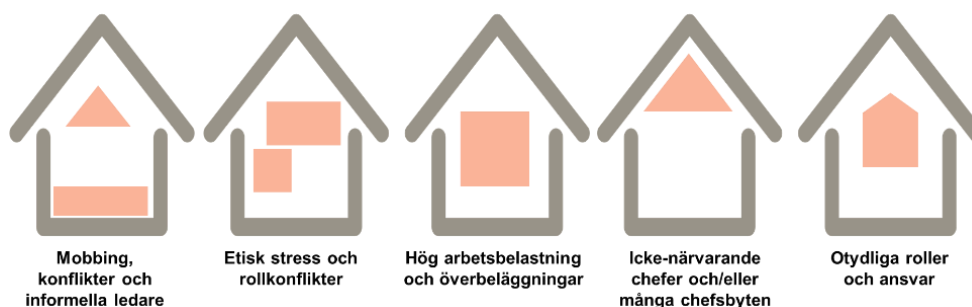 Mobbing,
konflikter och
informella ledare
Etisk stress och
rollkonflikter
Hög arbetsbelastning
och överbeläggningar
Icke-närvarande
chefer och/eller
många chefsbyten
Otydliga roller
och ansvar